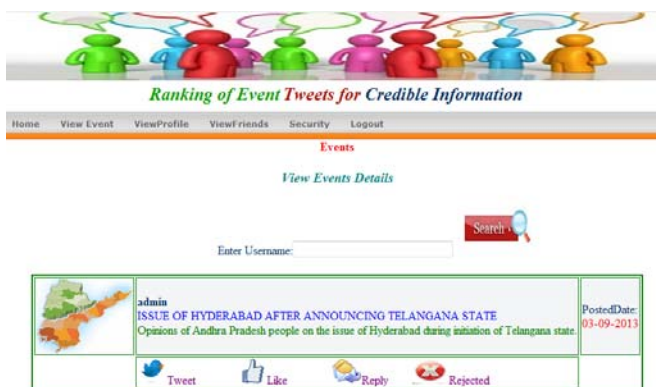 Ranking of Event Tweets for Credible Information
Home View Event ViewProfile ViewFriends Security Logout
Events
View Events Details
Search
Enter Username:
admin
ISSUE OF HYDERABAD AFTER ANNOUNCING TELANGANA STATE
Opinions of Andhra Pradesh people on the issue of Hyderabad during initiation of Telangana state.
PostedDate:
03-09-2013
Tweet Like Reply Rejected